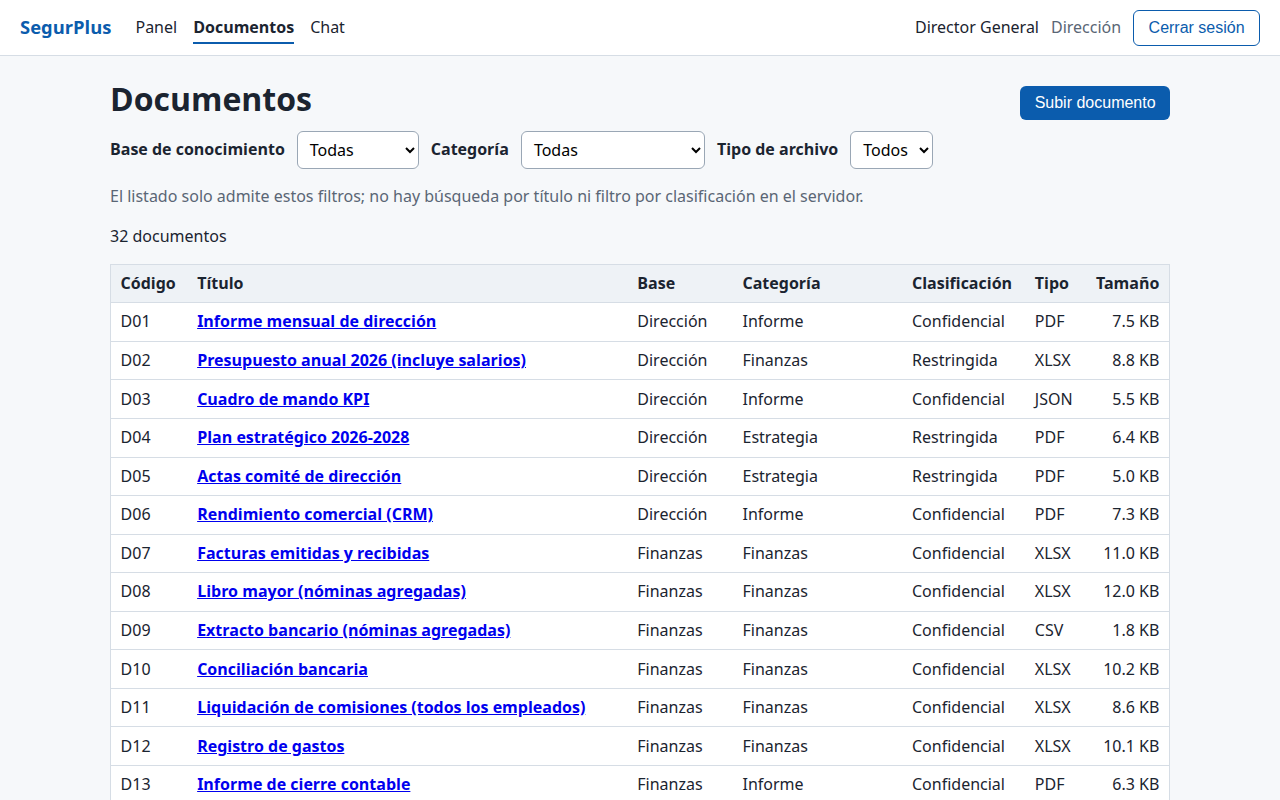 SegurPlus Panel Documentos Chat Director General Dirección Cerrar sesión
Documentos Subir documento
Base de conocimiento Todas Categoría Todas Tipo de archivo Todos
El listado solo admite estos filtros; no hay búsqueda por título ni filtro por clasificación en el servidor.
32 documentos
Código Título Base Categoría Clasificación Tipo Tamaño
D01 Informe mensual de dirección Dirección Informe Confidencial PDF 7.5 KB
D02 Presupuesto anual 2026 (incluye salarios) Dirección Finanzas Restringida XLSX 8.8 KB
D03 Cuadro de mando KPI Dirección Informe Confidencial JSON 5.5 KB
D04 Plan estratégico 2026-2028 Dirección Estrategia Restringida PDF 6.4 KB
D05 Actas comité de dirección Dirección Estrategia Restringida PDF 5.0 KB
D06 Rendimiento comercial (CRM) Dirección Informe Confidencial PDF 7.3 KB
D07 Facturas emitidas y recibidas Finanzas Finanzas Confidencial XLSX 11.0 KB
D08 Libro mayor (nóminas agregadas) Finanzas Finanzas Confidencial XLSX 12.0 KB
D09 Extracto bancario (nóminas agregadas) Finanzas Finanzas Confidencial CSV 1.8 KB
D10 Conciliación bancaria Finanzas Finanzas Confidencial XLSX 10.2 KB
D11 Liquidación de comisiones (todos los empleados) Finanzas Finanzas Confidencial XLSX 8.6 KB
D12 Registro de gastos Finanzas Finanzas Confidencial XLSX 10.1 KB
D13 Informe de cierre contable Finanzas Informe Confidencial PDF 6.3 KB